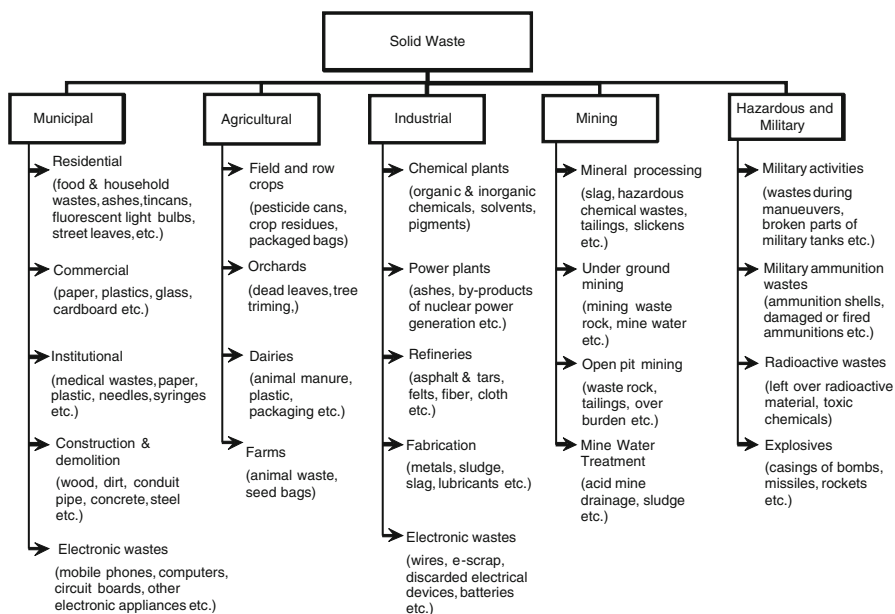 Solid Waste
Municipal
Residential
(food & household
wastes, ashes,tincans,
fluorescent light bulbs,
street leaves, etc.)
Commercial
(paper, plastics, glass,
cardboard etc.)
Institutional
(medical wastes, paper,
plastic, needles,syringes
etc.)
Construction &
demolition
(wood, dirt, conduit
pipe, concrete, steel
etc.)
Electronic wastes
(mobile phones, computers,
circuit boards, other
electronic appliances etc.)
Agricultural
Field and row
crops
(pesticide cans,
crop residues,
packaged bags)
Orchards
(dead leaves, tree
triming,)
Dairies
(animal manure,
plastic,
packaging etc.)
Farms
(animal waste,
seed bags)
Industrial
Chemical plants
(organic & inorganic
chemicals, solvents,
pigments)
Power plants
(ashes, by-products
of nuclear power
generation etc.)
Refineries
(asphalt & tars,
felts, fiber, cloth
etc.)
Fabrication
(metals, sludge,
slag, lubricants etc.)
Electronic wastes
(wires, e-scrap,
discarded electrical
devices, batteries
etc.)
Mining
Mineral processing
(slag, hazardous
chemical wastes,
tailings, slickens
etc.)
Under ground
mining
(mining waste
rock, mine water
etc.)
Open pit mining
(waste rock,
tailings, over
burden etc.)
Mine Water
Treatment
(acid mine
drainage, sludge
etc.)
Hazardous and
Military
Military activities
(wastes during
manueuvers,
broken parts of
military tanks etc.)
Military ammunition
wastes
(ammunition shells,
damaged or fired
ammunitions etc.)
Radioactive wastes
(left over radioactive
material, toxic
chemicals)
Explosives
(casings of bombs,
missiles, rockets
etc.)